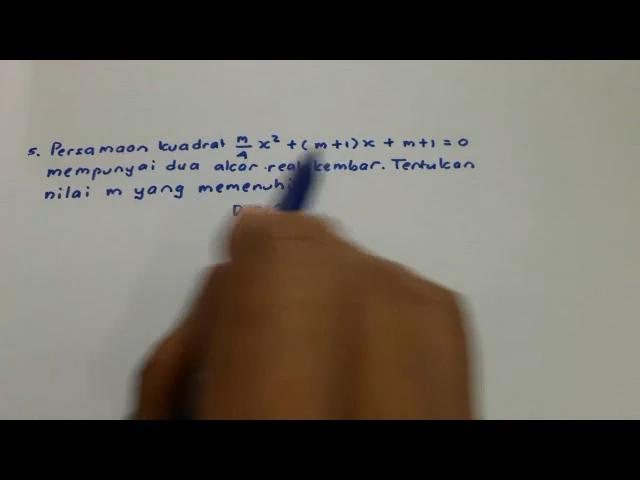 5. Persamaan kuadrat m/4 x² + (m+1)x + m+1 = 0
mempunyai dua akar real kembar. Tentukan
nilai m yang memenuhi
D